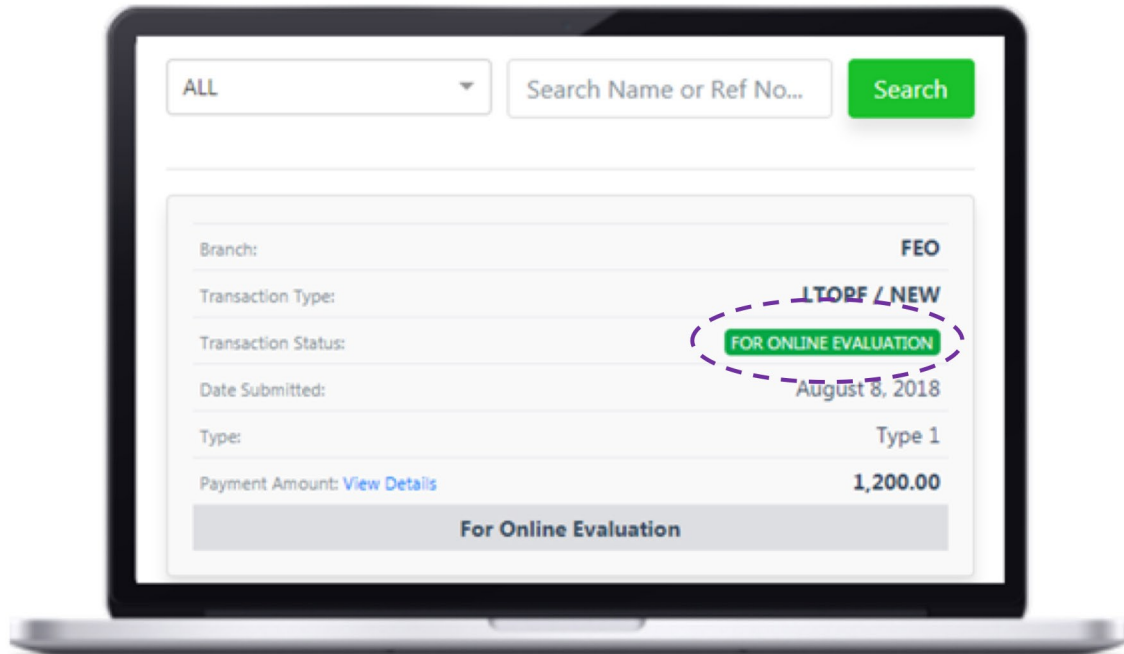 ALL Search Name or Ref No... Search
Branch: FEO
Transaction Type: LTOPF / NEW
Transaction Status: FOR ONLINE EVALUATION
Date Submitted: August 8, 2018
Type: Type 1
Payment Amount: View Details 1,200.00
For Online Evaluation